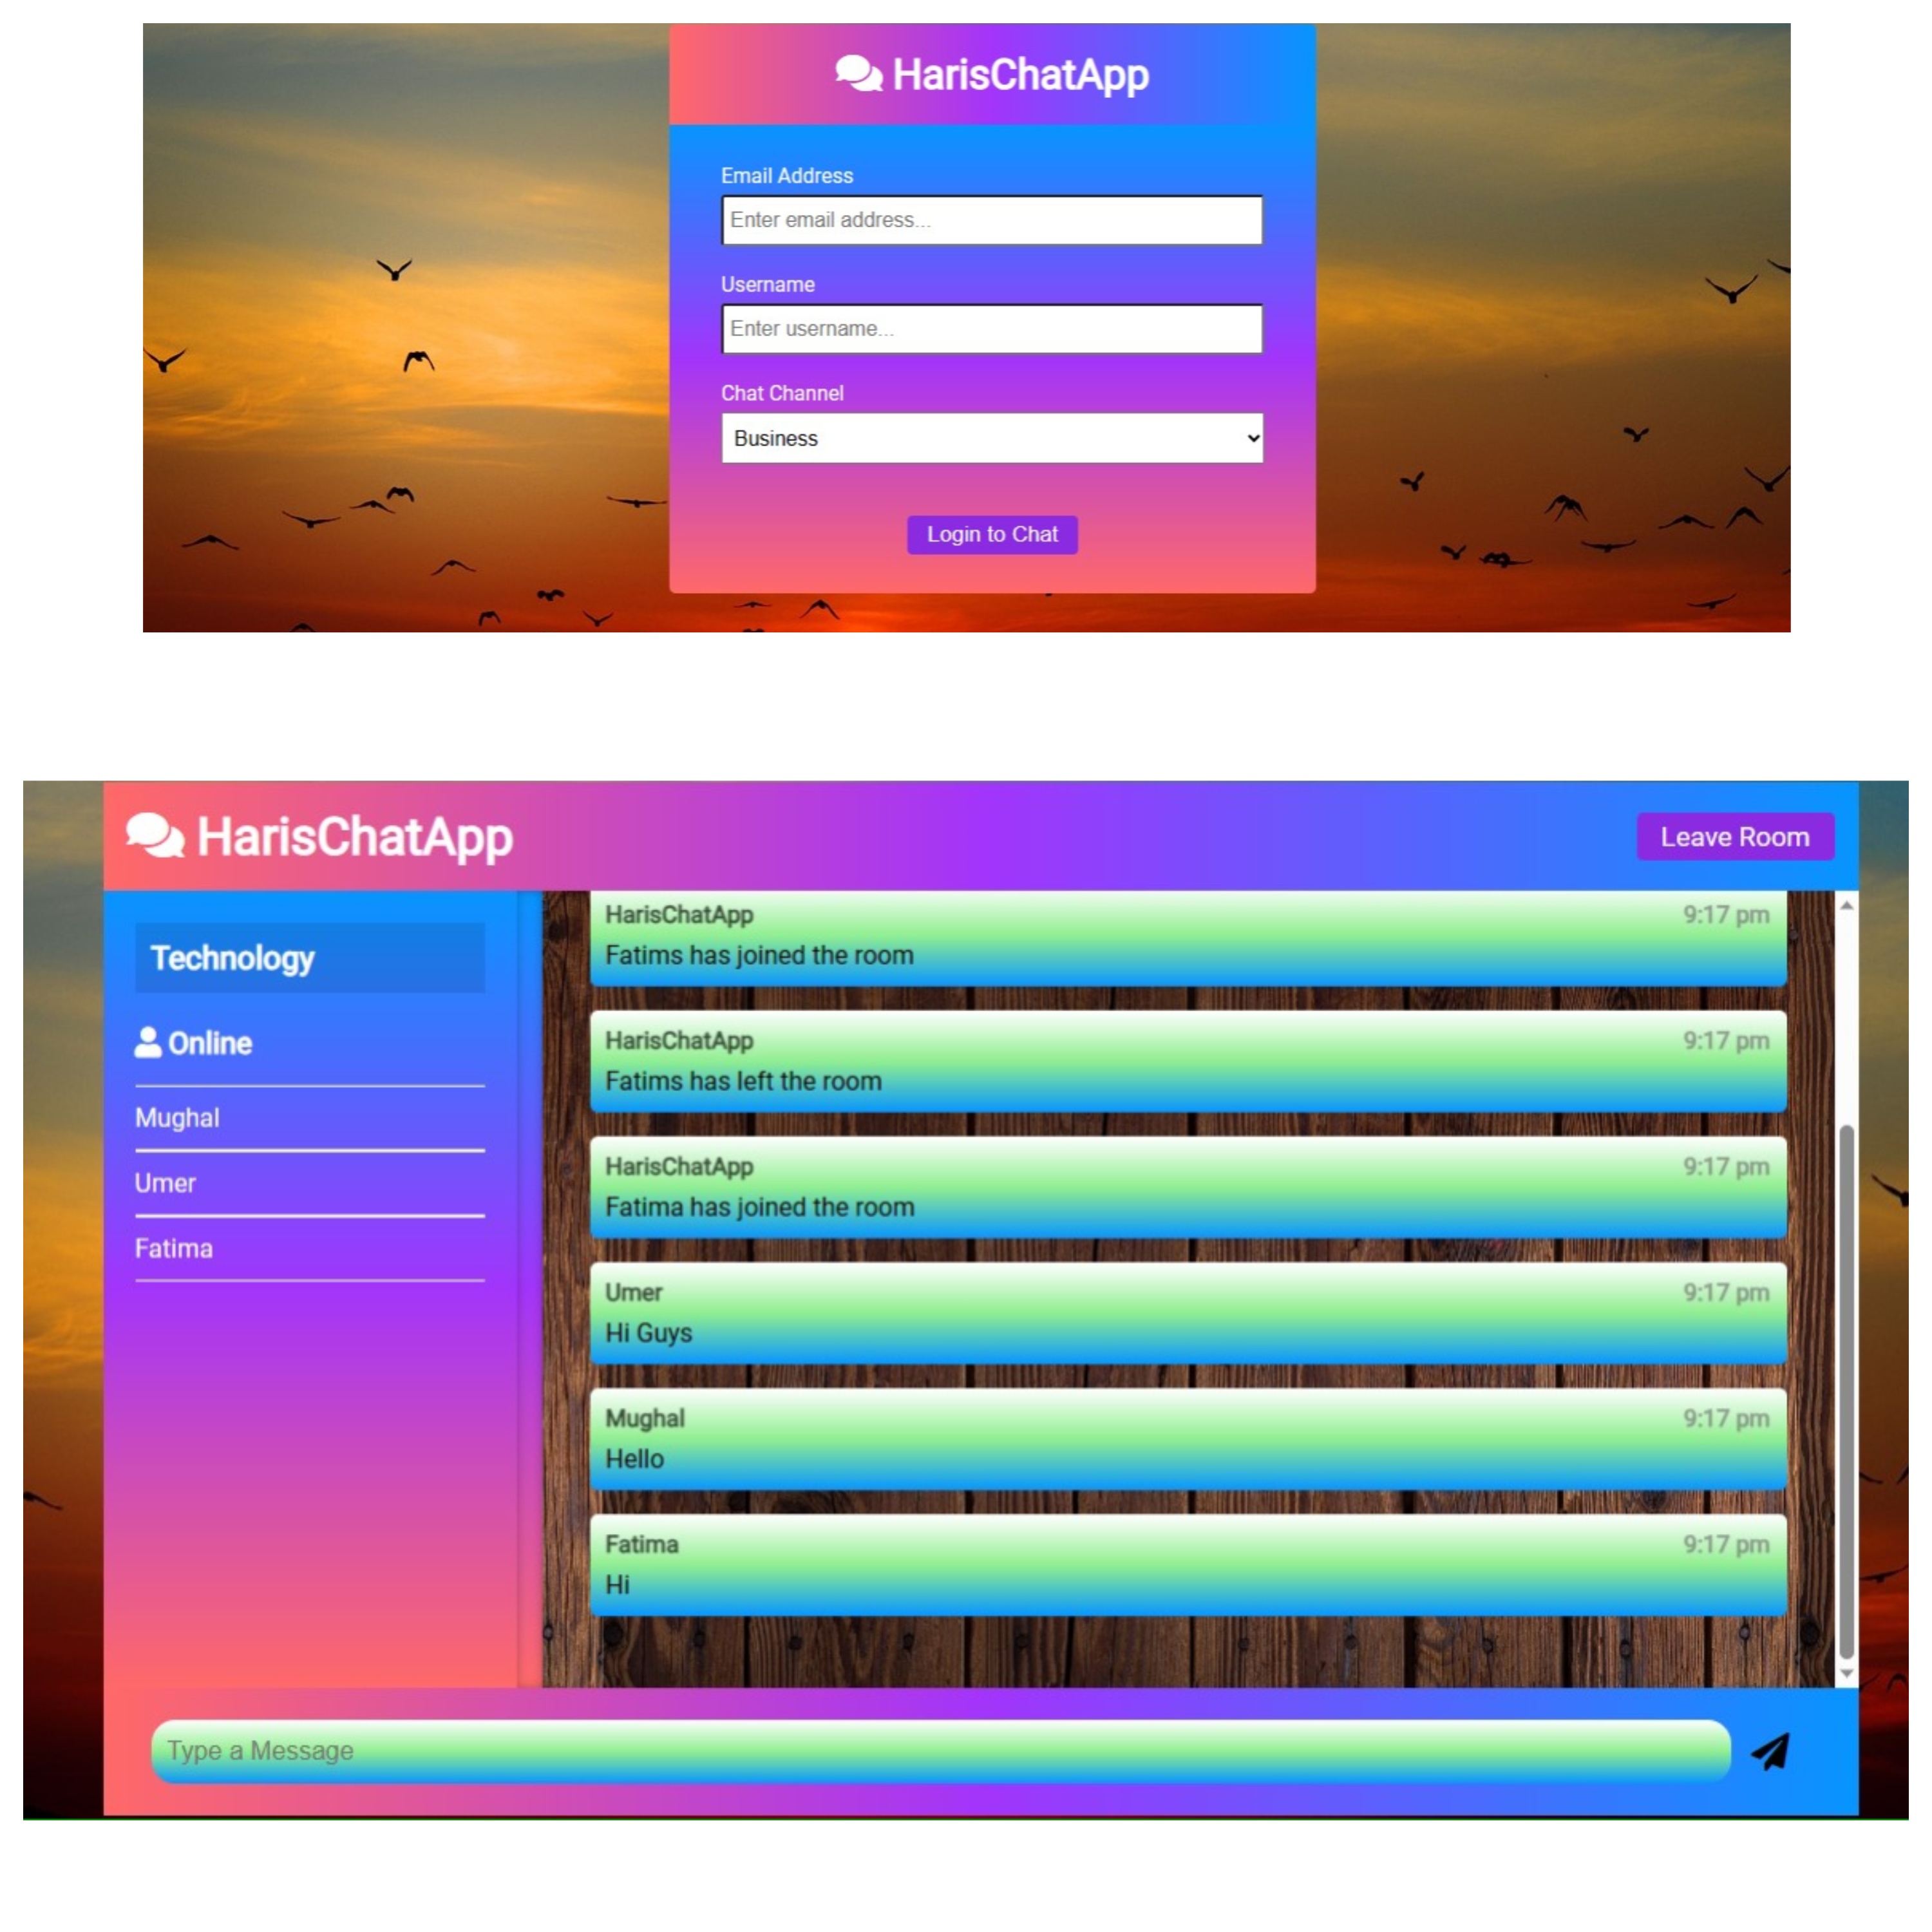 HarisChatApp
Email Address
Enter email address...
Username
Enter username...
Chat Channel
Business
Login to Chat
HarisChatApp
Leave Room
Technology
Online
Mughal
Umer
Fatima
HarisChatApp 9:17 pm
Fatims has joined the room
HarisChatApp 9:17 pm
Fatims has left the room
HarisChatApp 9:17 pm
Fatima has joined the room
Umer 9:17 pm
Hi Guys
Mughal 9:17 pm
Hello
Fatima 9:17 pm
Hi
Type a Message